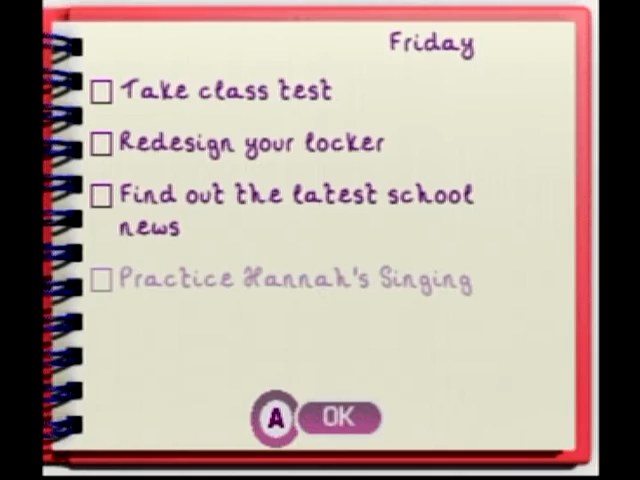 Friday
Take class test
Redesign your locker
Find out the latest school
news
Practice Hannah's Singing
A OK